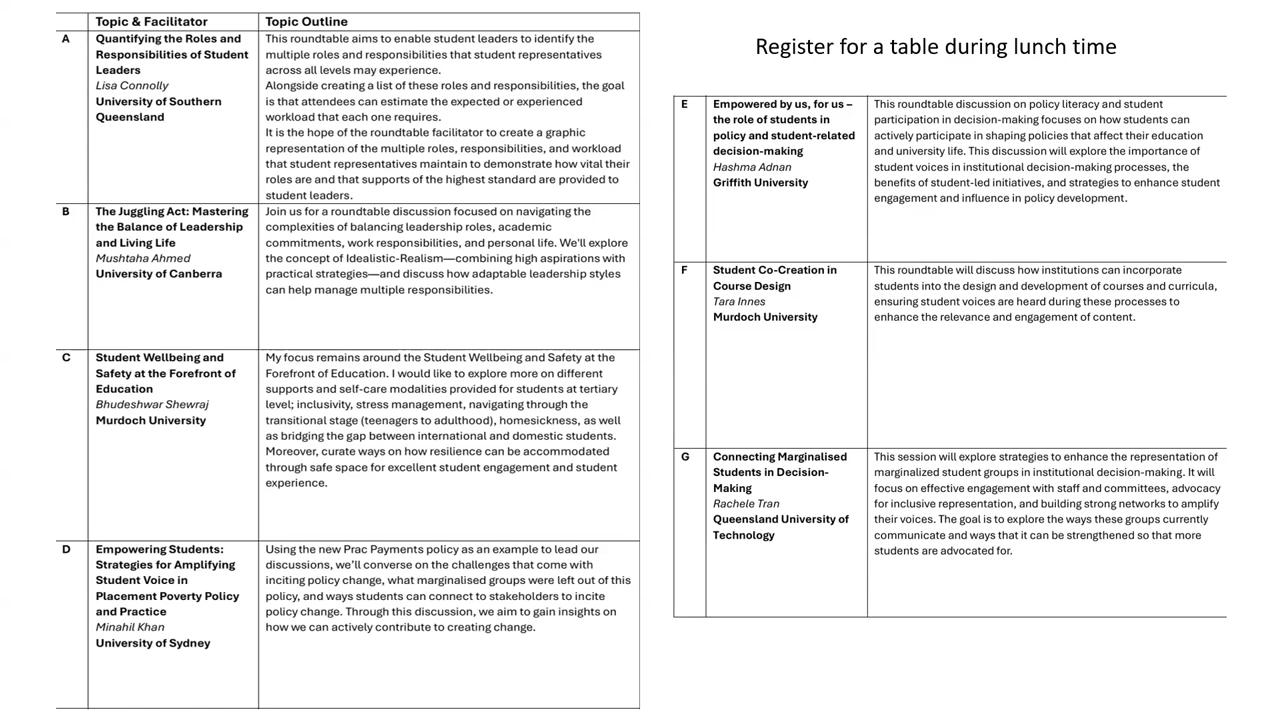 Topic & Facilitator
Topic Outline
A
Quantifying the Roles and
Responsibilities of Student
Leaders
Lisa Connolly
University of Southern
Queensland
This roundtable aims to enable student leaders to identify the
multiple roles and responsibilities that student representatives
across all levels may experience.
Alongside creating a list of these roles and responsibilities, the goal
is that attendees can estimate the expected or experienced
workload that each one requires.
It is the hope of the roundtable facilitator to create a graphic
representation of the multiple roles, responsibilities, and workload
that student representatives maintain to demonstrate how vital their
roles are and that supports of the highest standard are provided to
student leaders.
B
The Juggling Act: Mastering
the Balance of Leadership
and Living Life
Mushtaha Ahmed
University of Canberra
Join us for a roundtable discussion focused on navigating the
complexities of balancing leadership roles, academic
commitments, work responsibilities, and personal life. We'll explore
the concept of Idealistic-Realism—combining high aspirations with
practical strategies—and discuss how adaptable leadership styles
can help manage multiple responsibilities.
C
Student Wellbeing and
Safety at the Forefront of
Education
Bhudeshwar Shewraj
Murdoch University
My focus remains around the Student Wellbeing and Safety at the
Forefront of Education. I would like to explore more on different
supports and self-care modalities provided for students at tertiary
level; inclusivity, stress management, navigating through the
transitional stage (teenagers to adulthood), homesickness, as well
as bridging the gap between international and domestic students.
Moreover, curate ways on how resilience can be accommodated
through safe space for excellent student engagement and student
experience.
D
Empowering Students:
Strategies for Amplifying
Student Voice in
Placement Poverty Policy
and Practice
Minahil Khan
University of Sydney
Using the new Prac Payments policy as an example to lead our
discussions, we'll converse on the challenges that come with
inciting policy change, what marginalised groups were left out of this
policy, and ways students can connect to stakeholders to incite
policy change. Through this discussion, we aim to gain insights on
how we can actively contribute to creating change.
Register for a table during lunch time
E
Empowered by us, for us –
the role of students in
policy and student-related
decision-making
Hashma Adnan
Griffith University
This roundtable discussion on policy literacy and student
participation in decision-making focuses on how students can
actively participate in shaping policies that affect their education
and university life. This discussion will explore the importance of
student voices in institutional decision-making processes, the
benefits of student-led initiatives, and strategies to enhance student
engagement and influence in policy development.
F
Student Co-Creation in
Course Design
Tara Innes
Murdoch University
This roundtable will discuss how institutions can incorporate
students into the design and development of courses and curricula,
ensuring student voices are heard during these processes to
enhance the relevance and engagement of content.
G
Connecting Marginalised
Students in Decision-
Making
Rachele Tran
Queensland University of
Technology
This session will explore strategies to enhance the representation of
marginalized student groups in institutional decision-making. It will
focus on effective engagement with staff and committees, advocacy
for inclusive representation, and building strong networks to amplify
their voices. The goal is to explore the ways these groups currently
communicate and ways that it can be strengthened so that more
students are advocated for.